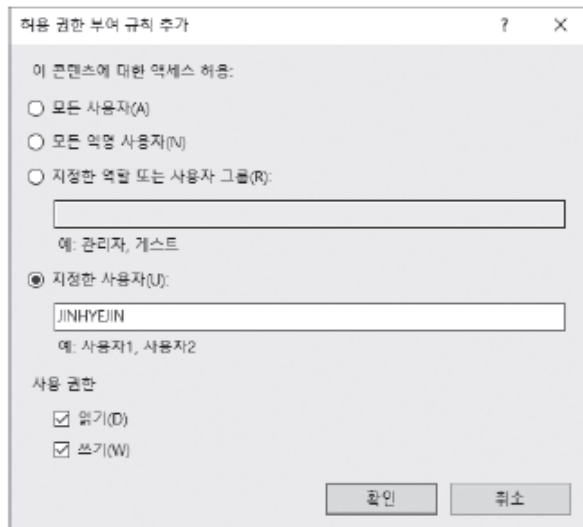 허용 권한 부여 규칙 추가 ? ×
이 콘텐츠에 대한 액세스 허용:
모든 사용자(A)
모든 익명 사용자(N)
지정한 역할 또는 사용자 그룹(R):
예: 관리자, 게스트
지정한 사용자(U):
JINHYEJIN
예: 사용자1, 사용자2
사용 권한
읽기(D)
쓰기(W)
확인 취소